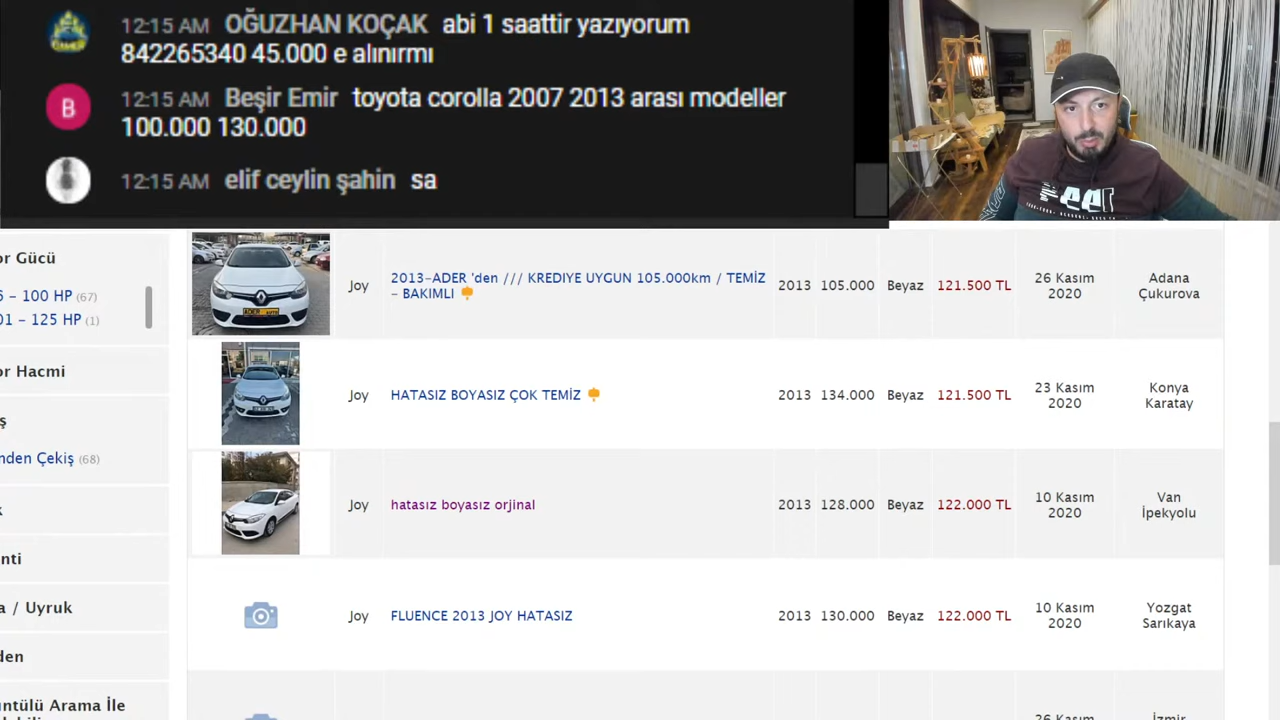 12:15 AM OĞUZHAN KOÇAK abi 1 saattir yazıyorum
842265340 45.000 e alınırmı
B 12:15 AM Beşir Emir toyota corolla 2007 2013 arası modeller
100.000 130.000
12:15 AM elif ceylin şahin sa
or Gücü
6 – 100 HP (67)
01 – 125 HP (1)
or Hacmi
ş
nden Çekiş (68)
k
nti
a / Uyruk
den
üntülü Arama İle
Joy
2013-ADER 'den /// KREDIYE UYGUN 105.000km / TEMİZ
- BAKIMLI
2013 105.000 Beyaz 121.500 TL
26 Kasım
2020
Adana
Çukurova
Joy HATASIZ BOYASIZ ÇOK TEMİZ 2013 134.000 Beyaz 121.500 TL
23 Kasım
2020
Konya
Karatay
Joy hatasız boyasız orjinal 2013 128.000 Beyaz 122.000 TL
10 Kasım
2020
Van
İpekyolu
Joy FLUENCE 2013 JOY HATASIZ 2013 130.000 Beyaz 122.000 TL
10 Kasım
2020
Yozgat
Sarıkaya
26 Kasım
İzmir